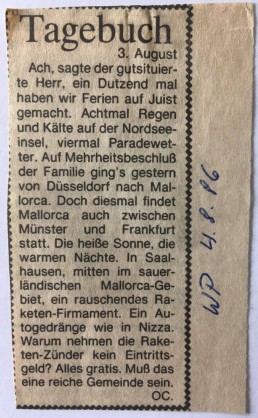 Tagebuch
3. August
Ach, sagte der gutsituier-
te Herr, ein Dutzend mal
haben wir Ferien auf Juist
gemacht. Achtmal Regen
und Kälte auf der Nordsee-
insel, viermal Paradewet-
ter. Auf Mehrheitsbeschluß
der Familie ging's gestern
von Düsseldorf nach Mal-
lorca. Doch diesmal findet
Mallorca auch zwischen
Münster und Frankfurt
statt. Die heiße Sonne, die
warmen Nächte. In Saal-
hausen, mitten im sauer-
ländischen Mallorca-Ge-
biet, ein rauschendes Ra-
keten-Firmament. Ein Au-
togedränge wie in Nizza.
Warum nehmen die Rake-
ten-Zünder kein Eintritts-
geld? Alles gratis. Muß das
eine reiche Gemeinde sein.
OC.
WP 4.8.86